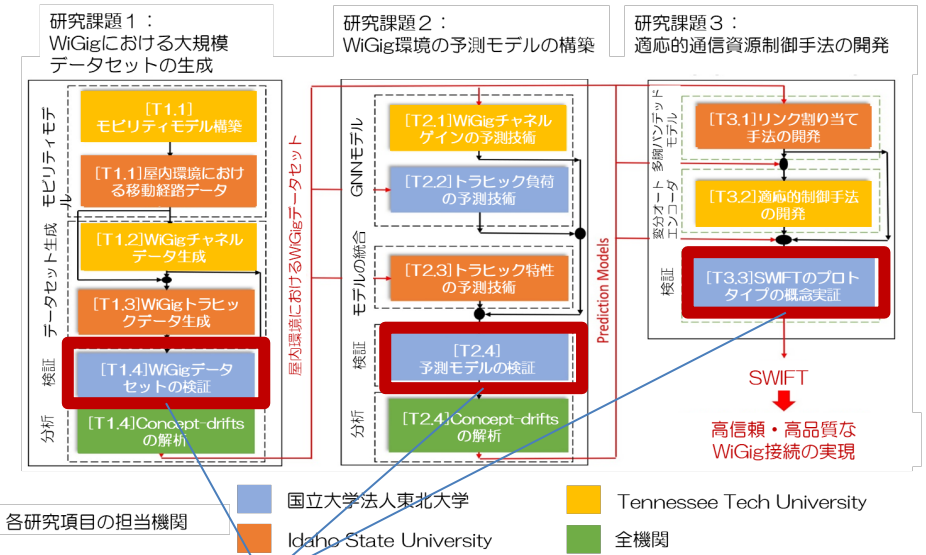 研究課題1：
WiGigにおける大規模
データセットの生成
モビリティモデル
[T1.1]
モビリティモデル構築
[T1.1]屋内環境におけ
る移動経路データ
データセット生成
[T1.2]WiGigチャネル
データ生成
[T1.3]WiGigトラヒッ
クデータ生成
検証
[T1.4]WiGigデータ
セットの検証
分析
[T1.4]Concept-drifts
の解析
屋内環境におけるWiGigデータセット
研究課題2：
WiGig環境の予測モデルの構築
GNNモデル
[T2.1]WiGigチャネル
ゲインの予測技術
[T2.2]トラヒック負荷
の予測技術
モデルの統合
[T2.3]トラヒック特性
の予測技術
検証
[T2.4]
予測モデルの検証
分析
[T2.4]Concept-drifts
の解析
Prediction Models
研究課題3：
適応的通信資源制御手法の開発
多腕バンデッド
モデル
[T3.1]リンク割り当て
手法の開発
変分オート
エンコーダ
[T3.2]適応的制御手法
の開発
検証
[T3.3]SWIFTのプロト
タイプの概念実証
SWIFT
高信頼・高品質な
WiGig接続の実現
各研究項目の担当機関
国立大学法人東北大学
Tennessee Tech University
Idaho State University
全機関